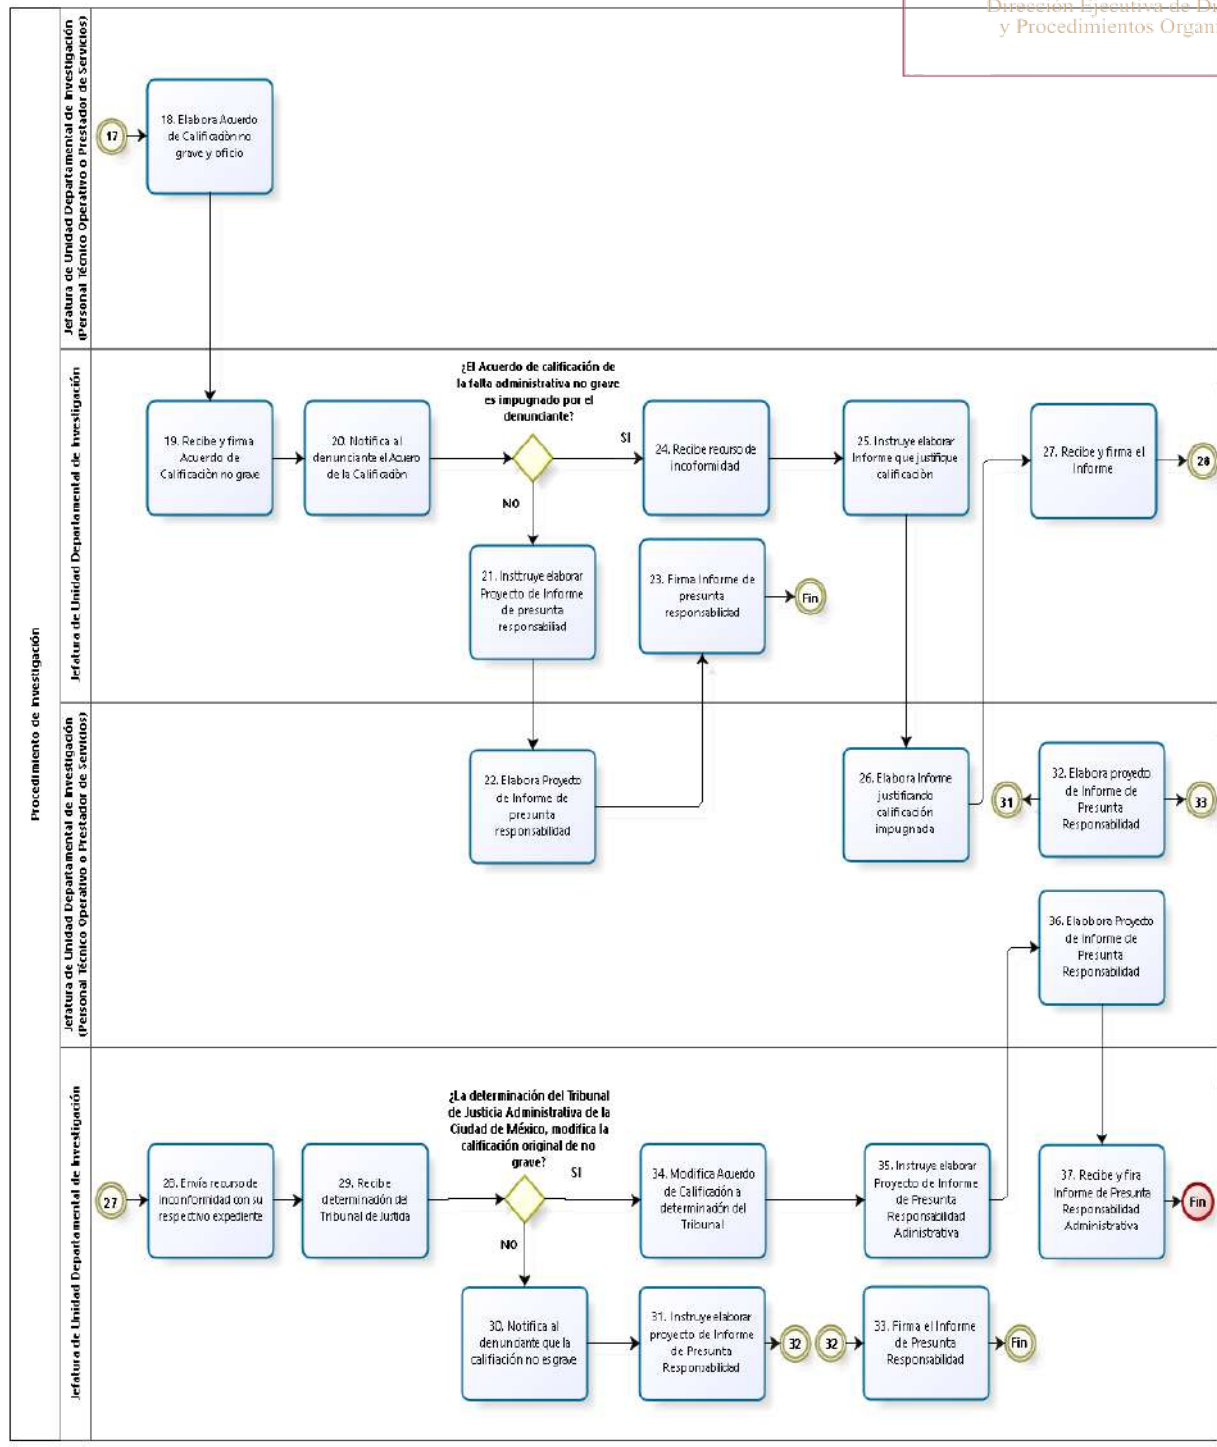 Dirección Ejecutiva de D
y Procedimientos Organi
Procedimiento de Investigación
Jefatura de Unidad Departamental de Investigación
(Personal Técnico Operativo o Prestador de Servicios)
17
18. Elabora Acuerdo
de Calificaciòn no
grave y oficio
Jefatura de Unidad Departamental de Investigación
¿El Acuerdo de calificación de
la falta administrativa no grave
es impugnado por el
denunciante?
19. Recibe y firma
Acuerdo de
Calificaciòn no grave
20. Notifica al
denunciante el Acuero
de la Calificaciòn
SI
NO
24. Recibe recurso de
incoformidad
25. Instruye elaborar
Informe que justifique
calificaciòn
27. Recibe y firma el
Informe
28
21. Insttruye elaborar
Proyecto de Informe
de presunta
responsabiliad
23. Firma Informe de
presunta
responsabilidad
Fin
Jefatura de Unidad Departamental de Investigación
(Personal Técnico Operativo o Prestador de Servicios)
22. Elabora Proyecto
de Informe de
presunta
responsabilidad
26. Elabora Informe
justificando
calificación
impugnada
31
32. Elabora proyecto
de Informe de
Presunta
Responsabilidad
33
36. Elaobora Proyecto
de Informe de
Presunta
Responsabilidad
Jefatura de Unidad Departamental de Investigación
¿La determinación del Tribunal
de Justicia Administrativa de la
Ciudad de México, modifica la
calificación original de no
grave?
27
28. Envía recurso de
inconformidad con su
respectivo expediente
29. Recibe
determinación del
Tribunal de Justicia
SI
NO
34. Modifica Acuerdo
de Calificación a
determinación del
Tribunal
35. Instruye elaborar
Proyecto de Informe
de Presunta
Responsabilidad
Adinistrativa
37. Recibe y fira
Informe de Presunta
Responsabilidad
Administrativa
Fin
30. Notifica al
denunciante que la
califiación no es grave
31. Instruye elaborar
proyecto de Informe
de Presunta
Responsabilidad
32
32
33. Firma el Informe
de Presunta
Responsabilidad
Fin